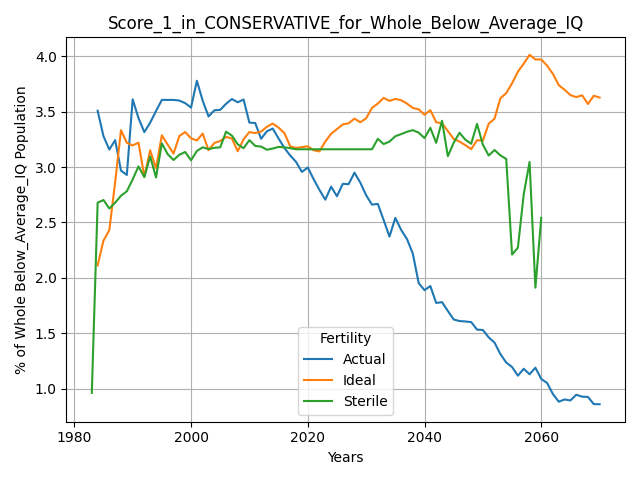 Score_1_in_CONSERVATIVE_for_Whole_Below_Average_IQ
% of Whole Below_Average_IQ Population
4.0
3.5
3.0
2.5
2.0
1.5
1.0
Fertility
Actual
Ideal
Sterile
1980
2000
2020
2040
2060
Years